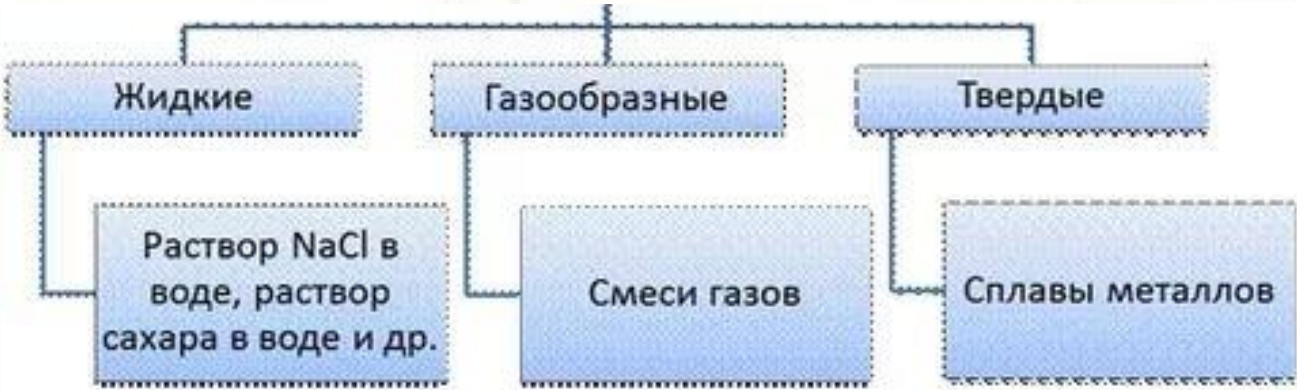 Жидкие
Газообразные
Твердые
Раствор NaCl в
воде, раствор
сахара в воде и др.
Смеси газов
Сплавы металлов